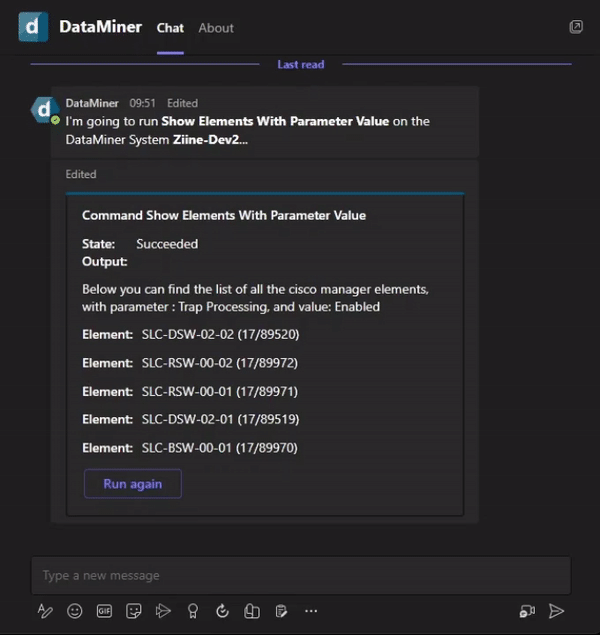 d DataMiner Chat About
Last read
d DataMiner 09:51 Edited
I'm going to run Show Elements With Parameter Value on the
DataMiner System Ziine-Dev2...
Edited
Command Show Elements With Parameter Value
State: Succeeded
Output:
Below you can find the list of all the cisco manager elements,
with parameter : Trap Processing, and value: Enabled
Element: SLC-DSW-02-02 (17/89520)
Element: SLC-RSW-00-02 (17/89972)
Element: SLC-RSW-00-01 (17/89971)
Element: SLC-DSW-02-01 (17/89519)
Element: SLC-BSW-00-01 (17/89970)
Run again
Type a new message
GIF